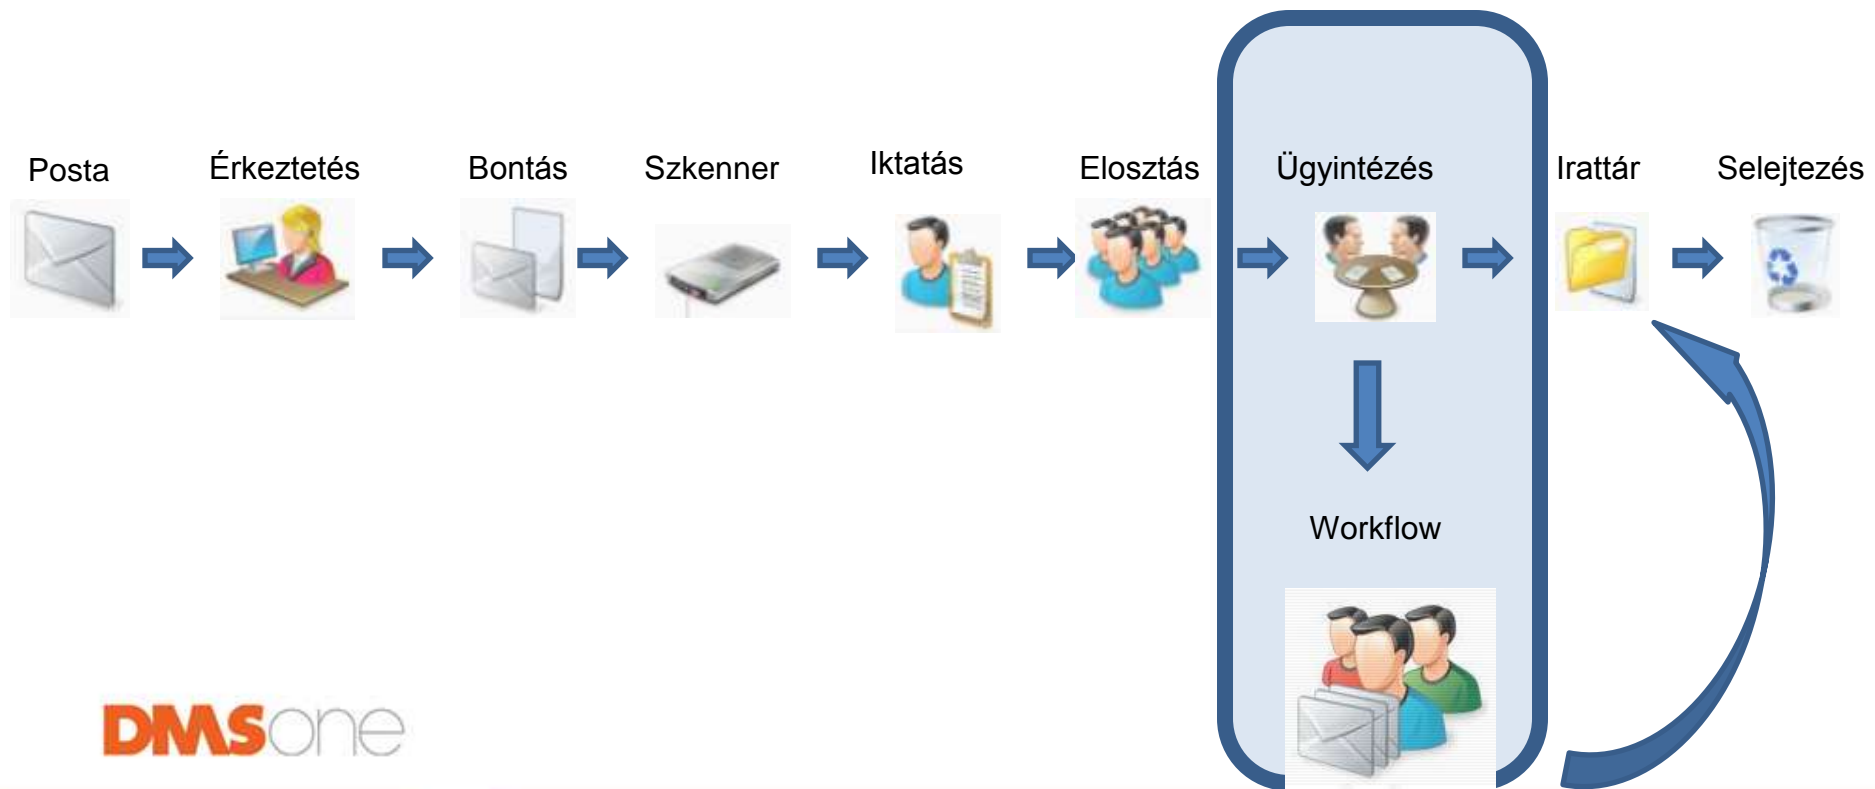 Posta
Érkeztetés
Bontás
Szkenner
Iktatás
Elosztás
Ügyintézés
Irattár
Selejtezés
Workflow
DMSone